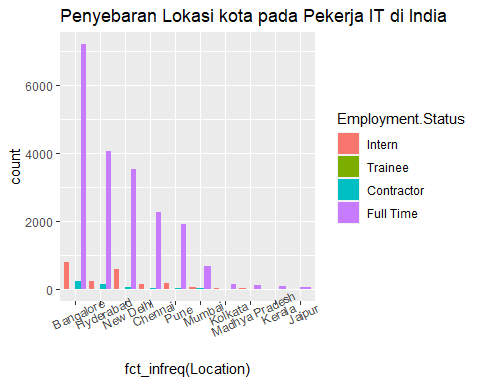 Penyebaran Lokasi kota pada Pekerja IT di India
6000
4000
2000
0
count
Bangalore
Hyderabad
New Delhi
Chennai
Pune
Mumbai
Kolkata
Madhya Pradesh
Kerala
Jaipur
fct_infreq(Location)
Employment.Status
Intern
Trainee
Contractor
Full Time